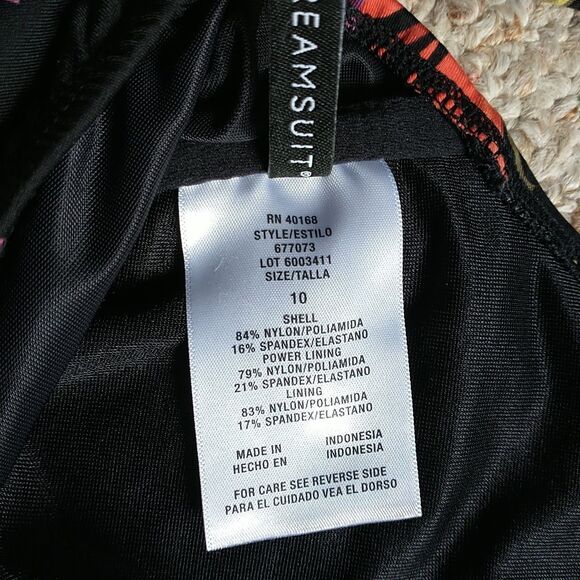 REAMSUIT®
RN 40168
STYLE/ESTILO
677073
LOT 6003411
SIZE/TALLA
10
SHELL
84% NYLON/POLIAMIDA
16% SPANDEX/ELASTANO
POWER LINING
79% NYLON/POLIAMIDA
21% SPANDEX/ELASTANO
LINING
83% NYLON/POLIAMIDA
17% SPANDEX/ELASTANO
MADE IN INDONESIA
HECHO EN INDONESIA
FOR CARE SEE REVERSE SIDE
PARA EL CUIDADO VEA EL DORSO